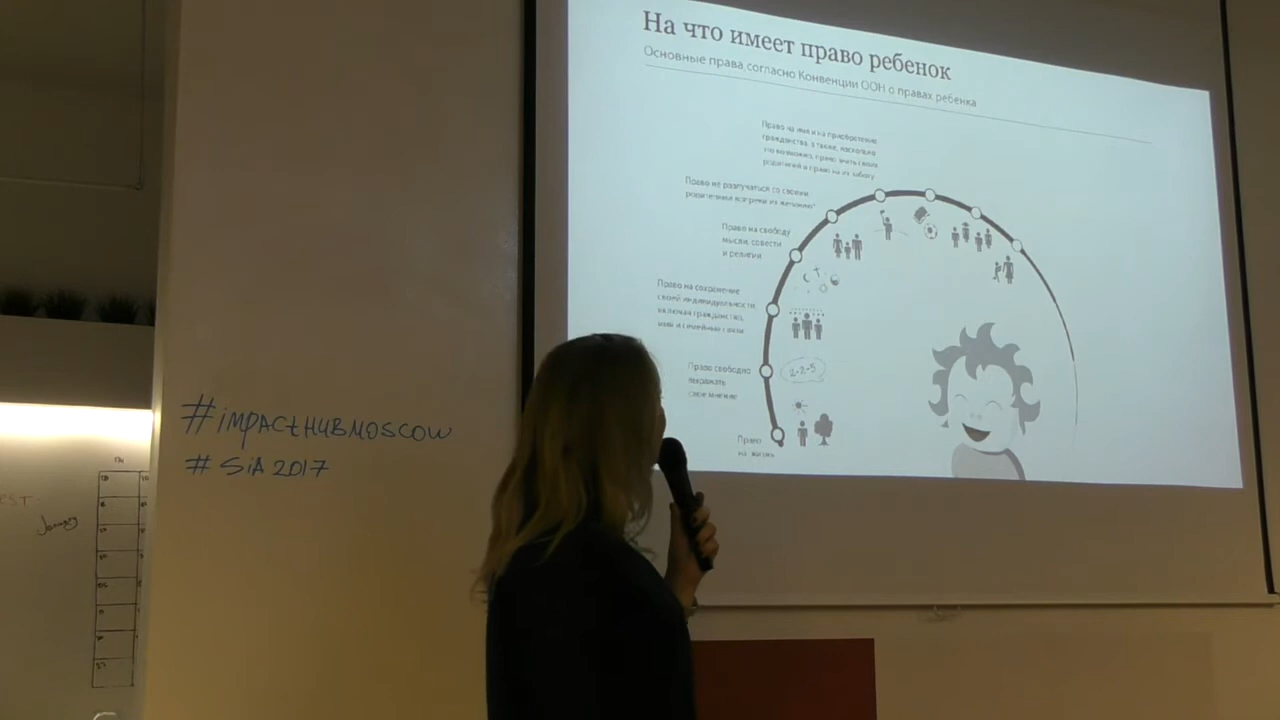 На что имеет право ребенок
Основные права, согласно Конвенции ООН о правах ребенка
Право на имя и на приобретение
гражданства, а также, насколько
это возможно, право знать своих
родителей и право на их заботу
Право не разлучаться со своими
родителями вопреки их желанию*
Право на свободу
мысли, совести
и религии
Право на сохранение
своей индивидуальности,
включая гражданство,
имя и семейные связи
Право свободно
выражать
свое мнение
2+2=5
Право
на жизнь
#IMPACTHUBMOSCOW
# SIA 2017
January